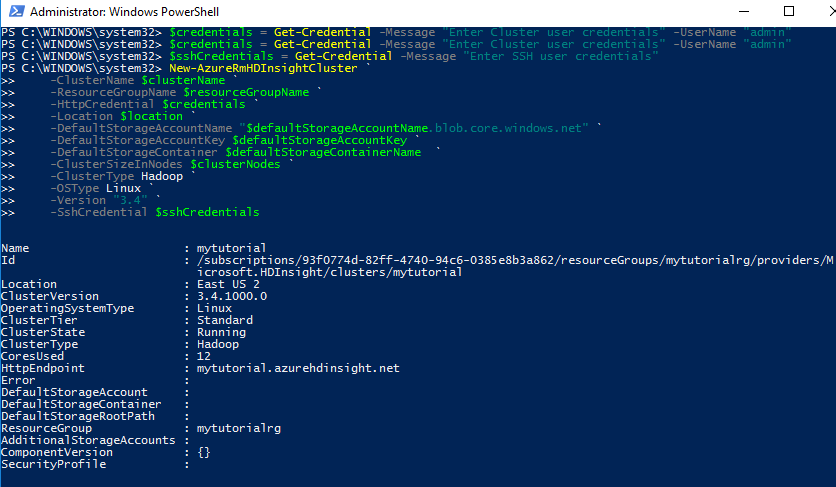 Administrator: Windows PowerShell
PS C:\WINDOWS\system32> $credentials = Get-Credential -Message "Enter Cluster user credentials" -UserName "admin"
PS C:\WINDOWS\system32> $credentials = Get-Credential -Message "Enter Cluster user credentials" -UserName "admin"
PS C:\WINDOWS\system32> $sshCredentials = Get-Credential -Message "Enter SSH user credentials"
PS C:\WINDOWS\system32> New-AzureRmHDInsightCluster `
>>     -ClusterName $clusterName `
>>     -ResourceGroupName $resourceGroupName `
>>     -HttpCredential $credentials `
>>     -Location $location `
>>     -DefaultStorageAccountName "$defaultStorageAccountName.blob.core.windows.net" `
>>     -DefaultStorageAccountKey $defaultStorageAccountKey `
>>     -DefaultStorageContainer $defaultStorageContainerName  `
>>     -ClusterSizeInNodes $clusterNodes `
>>     -ClusterType Hadoop `
>>     -OSType Linux `
>>     -Version "3.4" `
>>     -SshCredential $sshCredentials
Name                      : mytutorial
Id                        : /subscriptions/93f0774d-82ff-4740-94c6-0385e8b3a862/resourceGroups/mytutorialrg/providers/M
                            icrosoft.HDInsight/clusters/mytutorial
Location                  : East US 2
ClusterVersion            : 3.4.1000.0
OperatingSystemType       : Linux
ClusterTier               : Standard
ClusterState              : Running
ClusterType               : Hadoop
CoresUsed                 : 12
HttpEndpoint              : mytutorial.azurehdinsight.net
Error                     :
DefaultStorageAccount     :
DefaultStorageContainer   :
DefaultStorageRootPath    :
ResourceGroup             : mytutorialrg
AdditionalStorageAccounts :
ComponentVersion          : {}
SecurityProfile           :